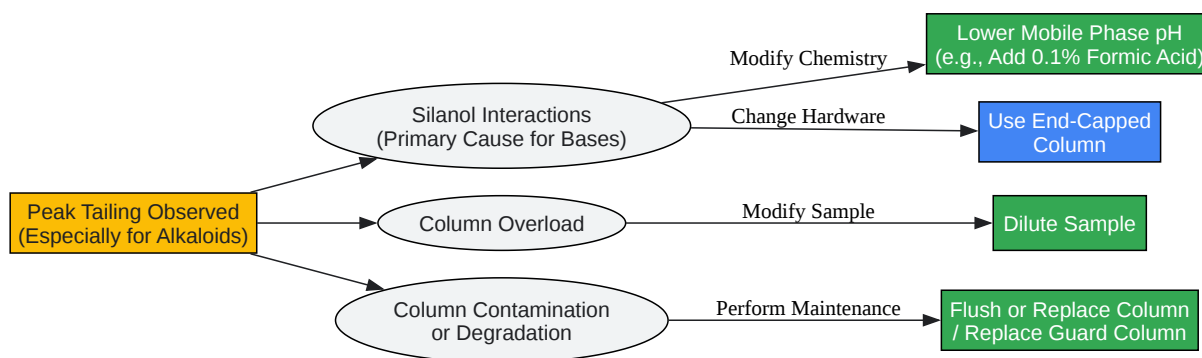 Lower Mobile Phase pH
(e.g., Add 0.1% Formic Acid)
Modify Chemistry
Silanol Interactions
(Primary Cause for Bases)
Change Hardware
Use End-Capped
Column
Peak Tailing Observed
(Especially for Alkaloids)
Column Overload
Modify Sample
Dilute Sample
Column Contamination
or Degradation
Perform Maintenance
Flush or Replace Column
/ Replace Guard Column